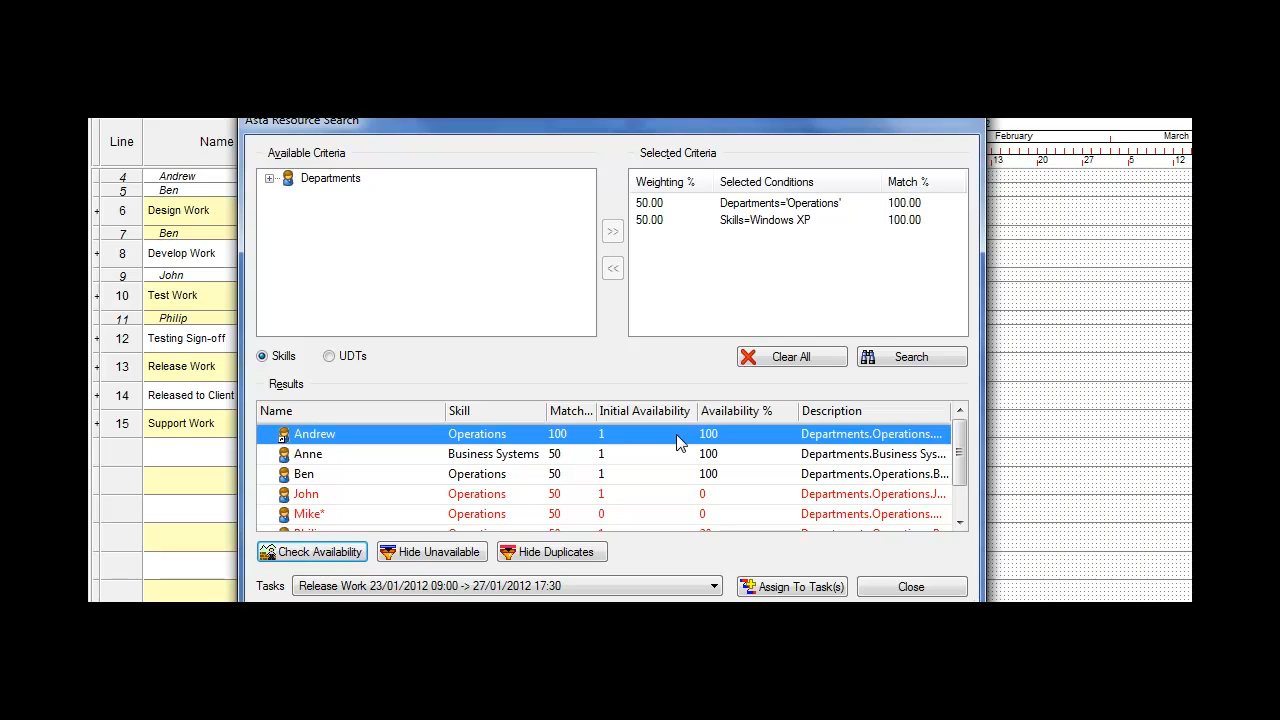 Asta Resource Search
Line Name
4 Andrew
5 Ben
6 Design Work
7 Ben
8 Develop Work
9 John
10 Test Work
11 Philip
12 Testing Sign-off
13 Release Work
14 Released to Client
15 Support Work
Available Criteria
Departments
Selected Criteria
Weighting % Selected Conditions Match %
50.00 Departments='Operations' 100.00
50.00 Skills=Windows XP 100.00
>>
<<
Skills UDTs
Clear All Search
Results
Name Skill Match... Initial Availability Availability % Description
Andrew Operations 100 1 100 Departments.Operations....
Anne Business Systems 50 1 100 Departments.Business Sys...
Ben Operations 50 1 100 Departments.Operations.B...
John Operations 50 1 0 Departments.Operations.J...
Mike* Operations 50 0 0 Departments.Operations....
Check Availability Hide Unavailable Hide Duplicates
Tasks Release Work 23/01/2012 09:00 -> 27/01/2012 17:30 Assign To Task(s) Close
February March
13 20 27 5 12